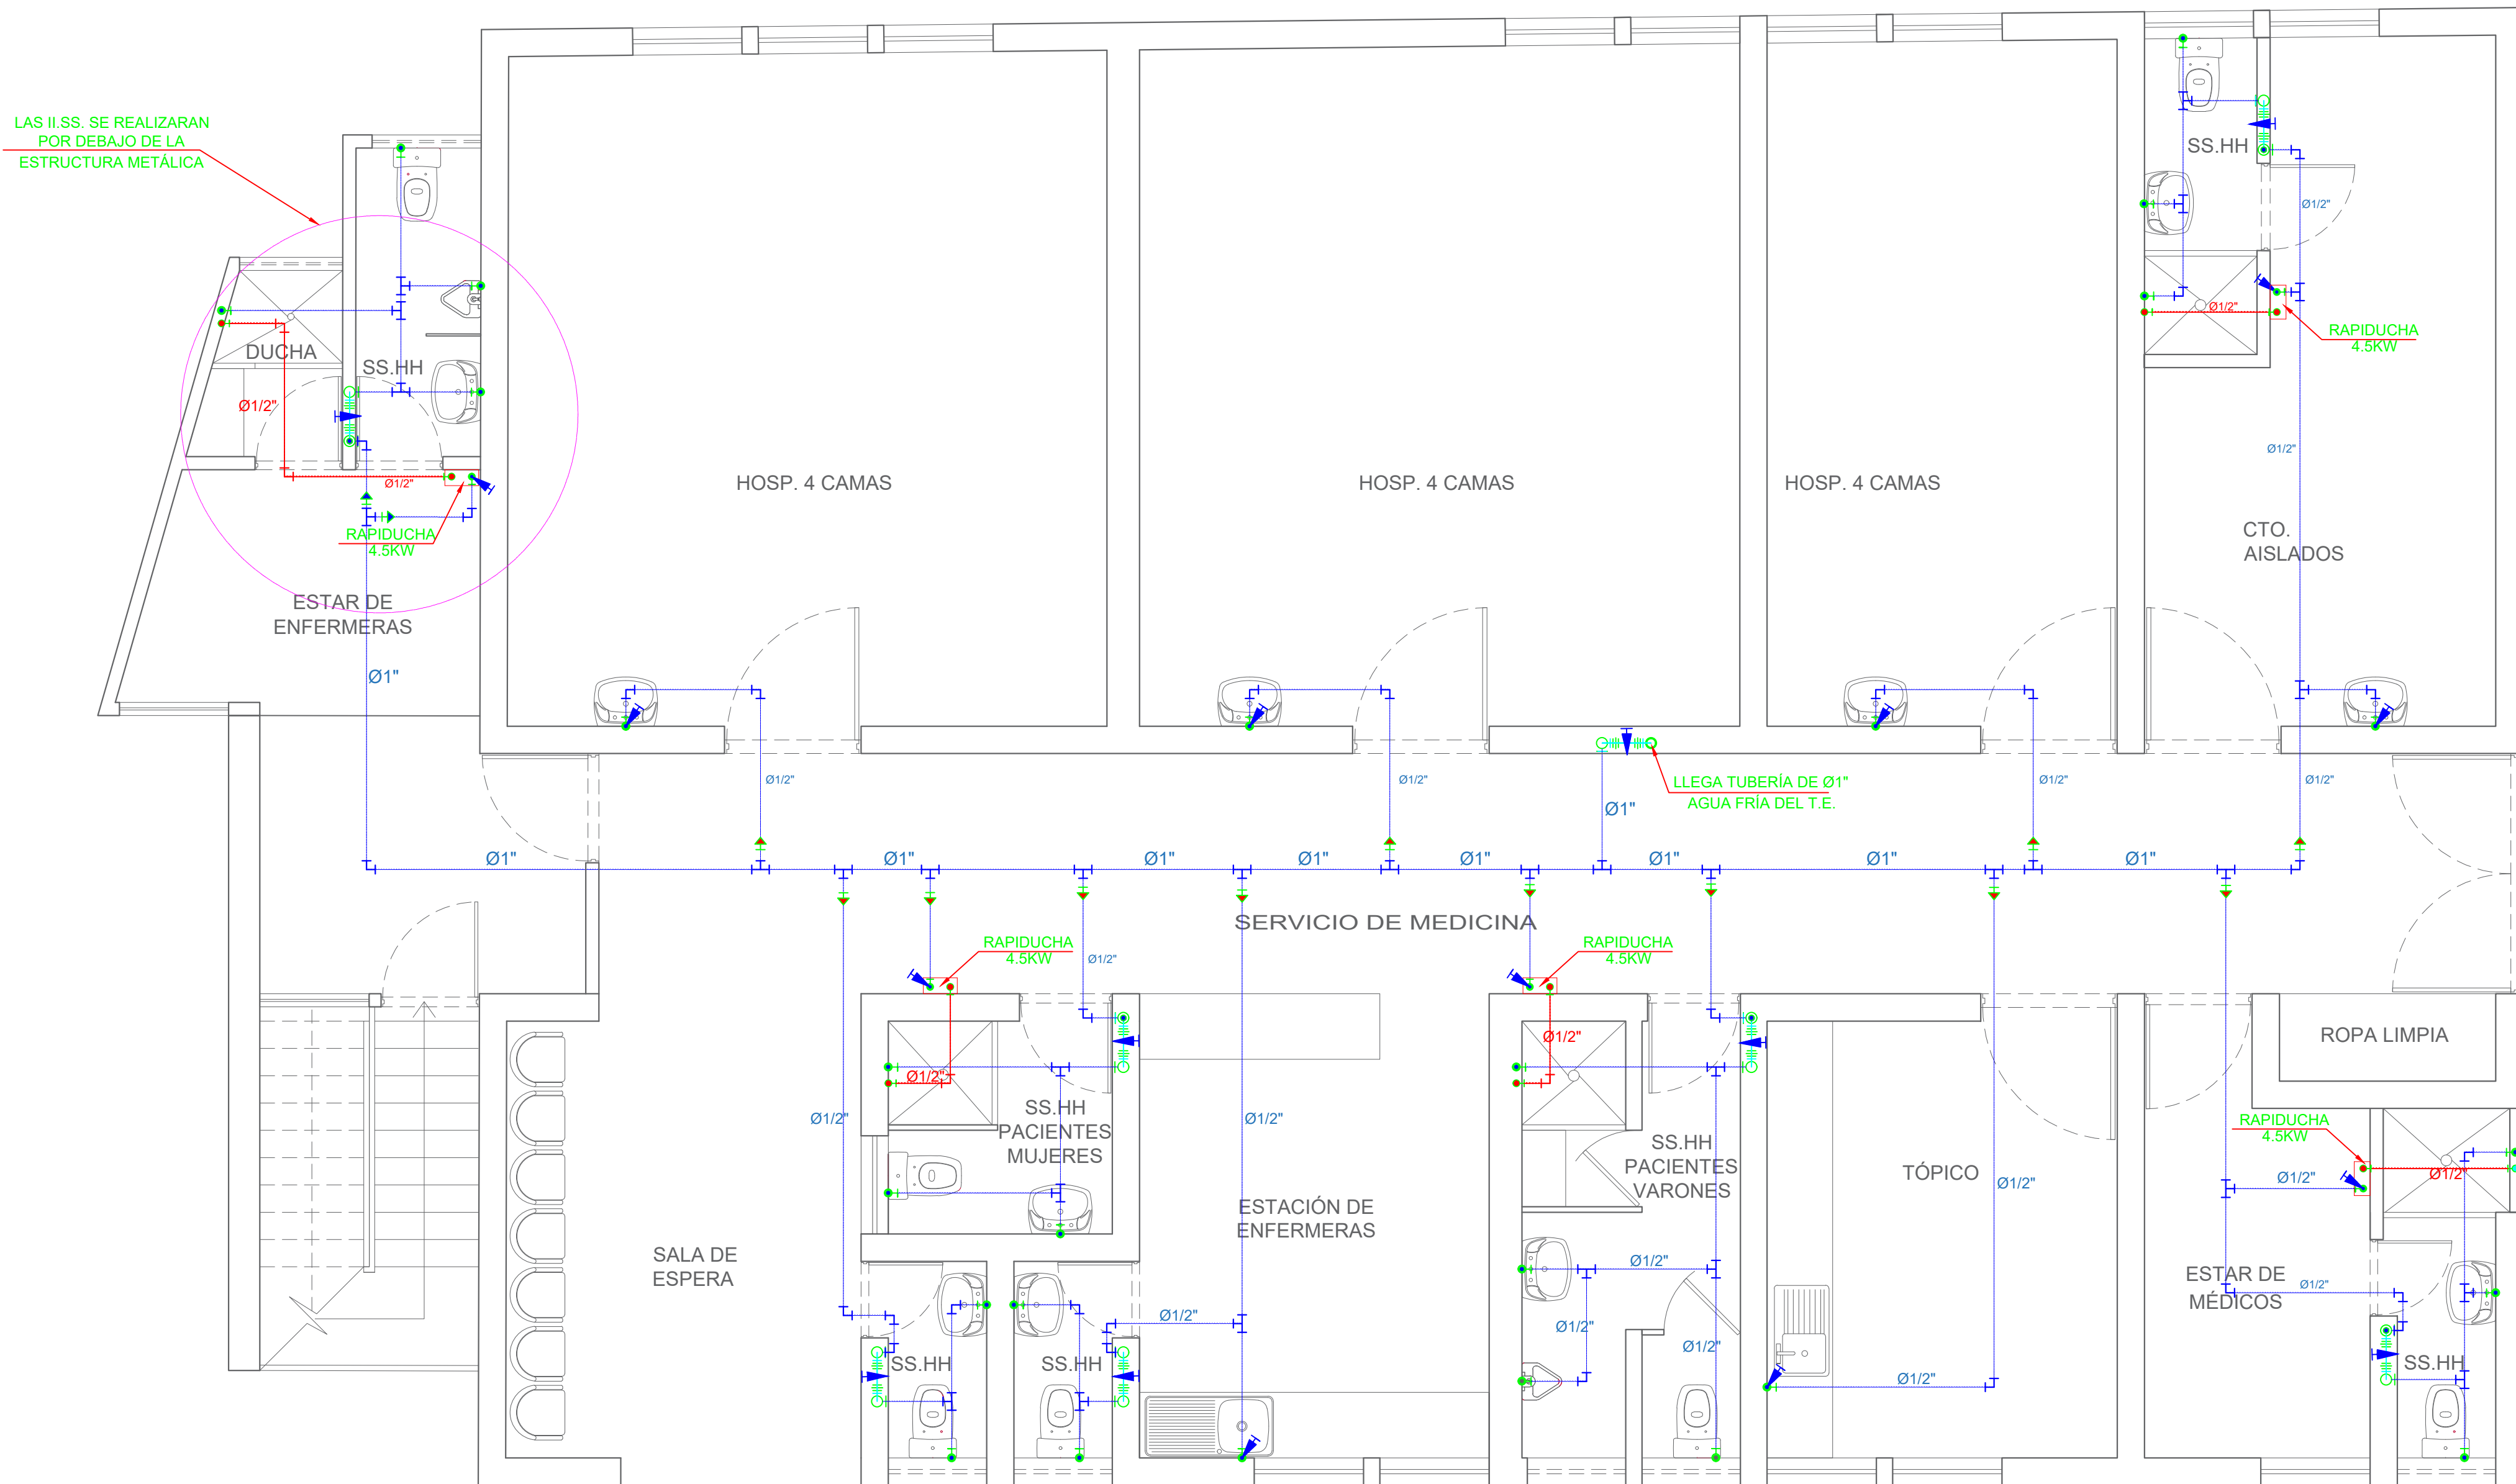 LAS II.SS. SE REALIZARAN
POR DEBAJO DE LA
ESTRUCTURA METÁLICA
SS.HH
Ø1/2"
Ø1/2"
RAPIDUCHA
4.5KW
DUCHA
SS.HH
Ø1/2"
Ø1/2"
Ø1/2"
RAPIDUCHA
4.5KW
HOSP. 4 CAMAS
HOSP. 4 CAMAS
HOSP. 4 CAMAS
CTO.
AISLADOS
ESTAR DE
ENFERMERAS
Ø1"
Ø1/2"
Ø1/2"
LLEGA TUBERÍA DE Ø1"
AGUA FRÍA DEL T.E.
Ø1"
Ø1/2"
Ø1/2"
Ø1"
Ø1"
Ø1"
Ø1"
Ø1"
Ø1"
Ø1"
Ø1"
SERVICIO DE MEDICINA
RAPIDUCHA
4.5KW
Ø1/2"
RAPIDUCHA
4.5KW
Ø1/2"
Ø1/2"
ROPA LIMPIA
Ø1/2"
SS.HH
PACIENTES
MUJERES
Ø1/2"
SS.HH
PACIENTES
VARONES
TÓPICO
Ø1/2"
RAPIDUCHA
4.5KW
Ø1/2"
Ø1/2"
ESTACIÓN DE
ENFERMERAS
SALA DE
ESPERA
Ø1/2"
ESTAR DE
MÉDICOS
Ø1/2"
Ø1/2"
Ø1/2"
Ø1/2"
SS.HH
SS.HH
SS.HH
Ø1/2"